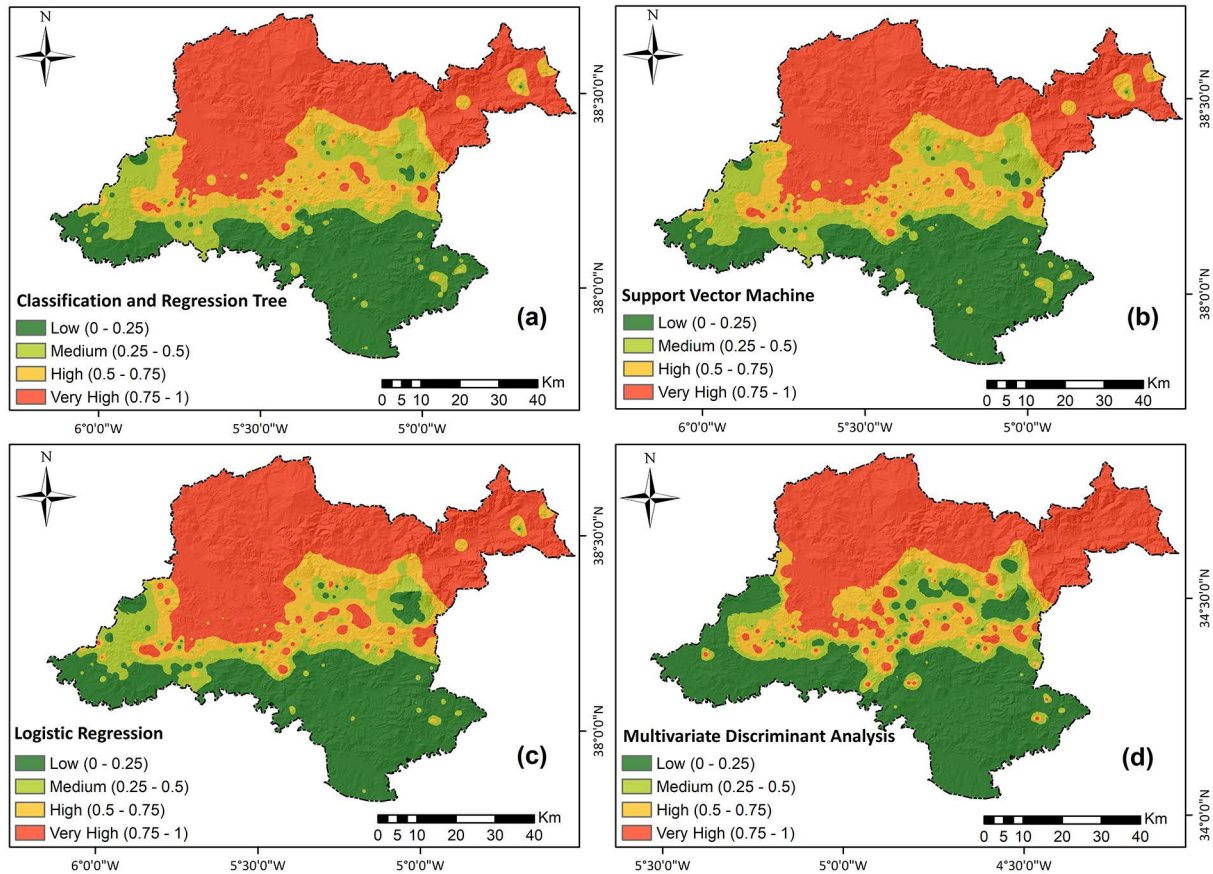 N
38°30'0"N
38°0'0"N
Classification and Regression Tree
Low (0 - 0.25)
Medium (0.25 - 0.5)
High (0.5 - 0.75)
Very High (0.75 - 1)
(a)
Km
0 5 10 20 30 40
6°0'0"W 5°30'0"W 5°0'0"W
N
38°30'0"N
38°0'0"N
Support Vector Machine
Low (0 - 0.25)
Medium (0.25 - 0.5)
High (0.5 - 0.75)
Very High (0.75 - 1)
(b)
Km
0 5 10 20 30 40
6°0'0"W 5°30'0"W 5°0'0"W
N
38°30'0"N
38°0'0"N
Logistic Regression
Low (0 - 0.25)
Medium (0.25 - 0.5)
High (0.5 - 0.75)
Very High (0.75 - 1)
(c)
Km
0 5 10 20 30 40
6°0'0"W 5°30'0"W 5°0'0"W
N
34°30'0"N
34°0'0"N
Multivariate Discriminant Analysis
Low (0 - 0.25)
Medium (0.25 - 0.5)
High (0.5 - 0.75)
Very High (0.75 - 1)
(d)
Km
0 5 10 20 30 40
5°30'0"W 5°0'0"W 4°30'0"W